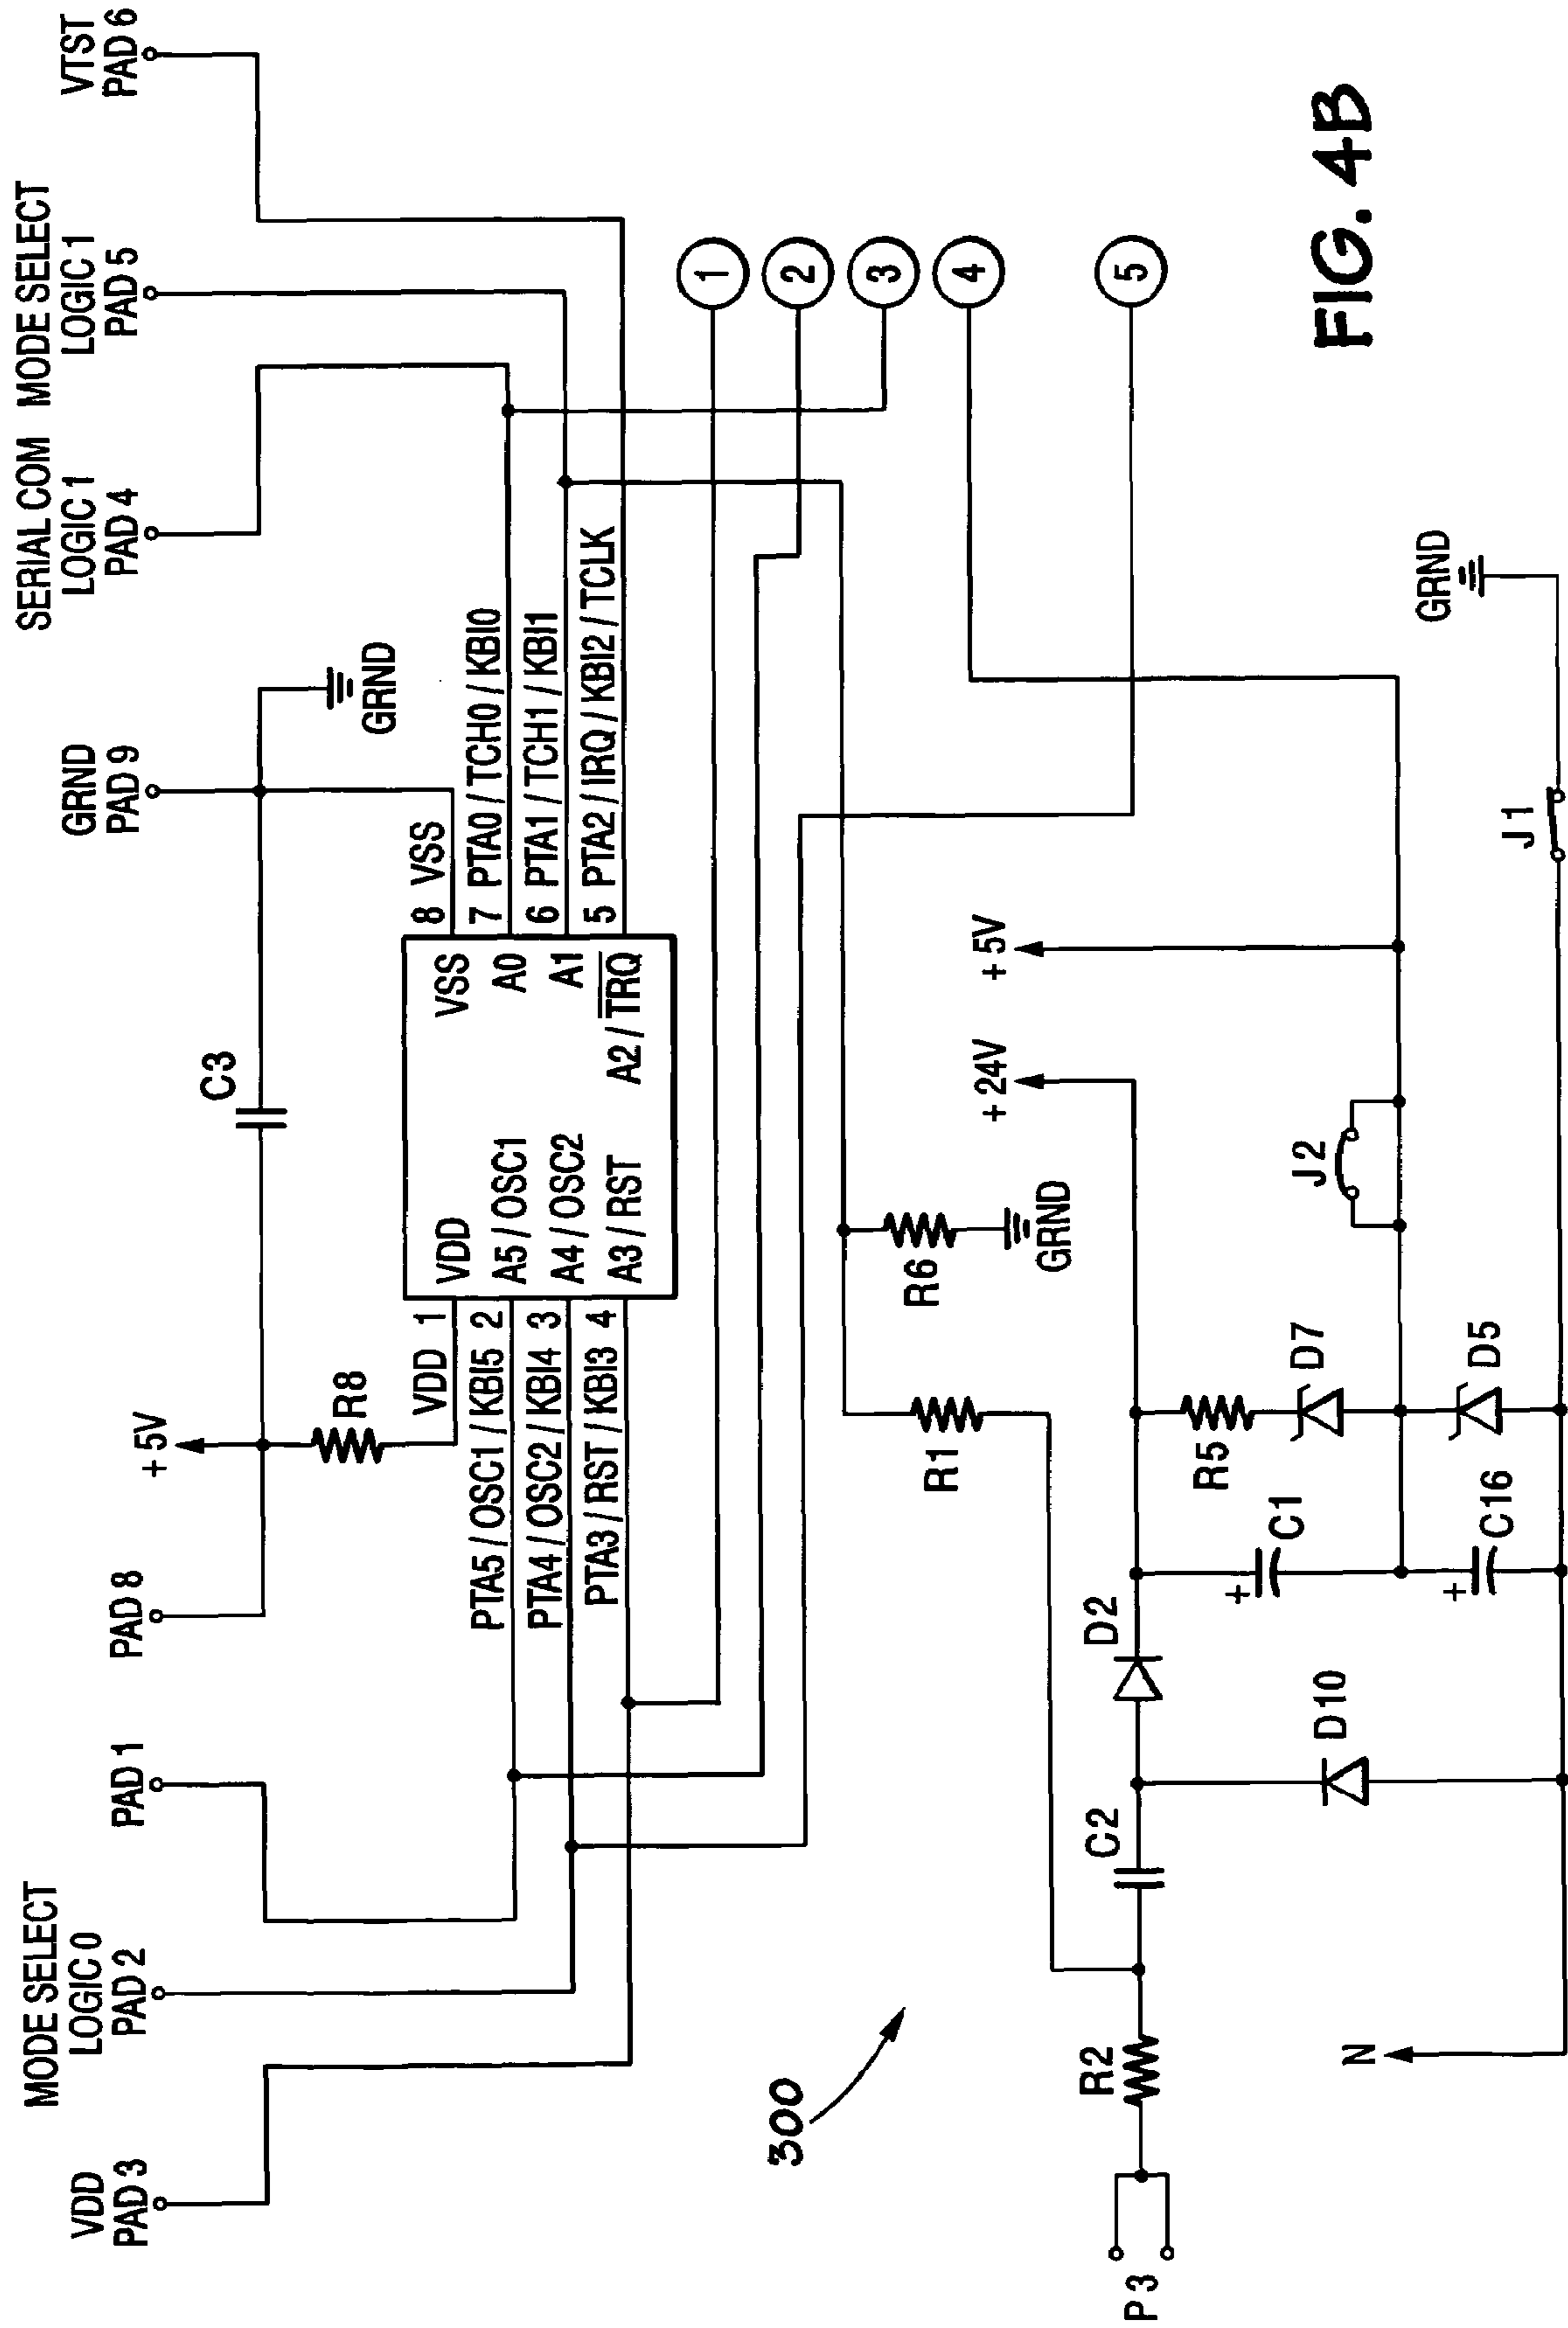 VDD
PAD 3
MODE SELECT
LOGIC 0
PAD 2
PAD 1
PAD 8
+5V
R8
C3
GRND
PAD 9
GRND
SERIAL COM
LOGIC 1
PAD 4
MODE SELECT
LOGIC 1
PAD 5
VTST
PAD 6
VDD 1
PTA5 / OSC1 / KBI5 2
PTA4 / OSC2 / KBI4 3
PTA3 / RST / KBI3 4
VDD
A5 / OSC1
A4 / OSC2
A3 / RST
VSS
A0
A1
A2 / TRQ
8 VSS
7 PTA0 / TCH0 / KBI0
6 PTA1 / TCH1 / KBI1
5 PTA2 / IRQ / KBI2 / TCLK
1
2
3
4
5
300
R1
R6
GRND
P3
R2
C2
D2
+24V
+5V
D10
C1
+
R5
D7
J2
C16
+
D5
N
J1
GRND
FIG. 4B